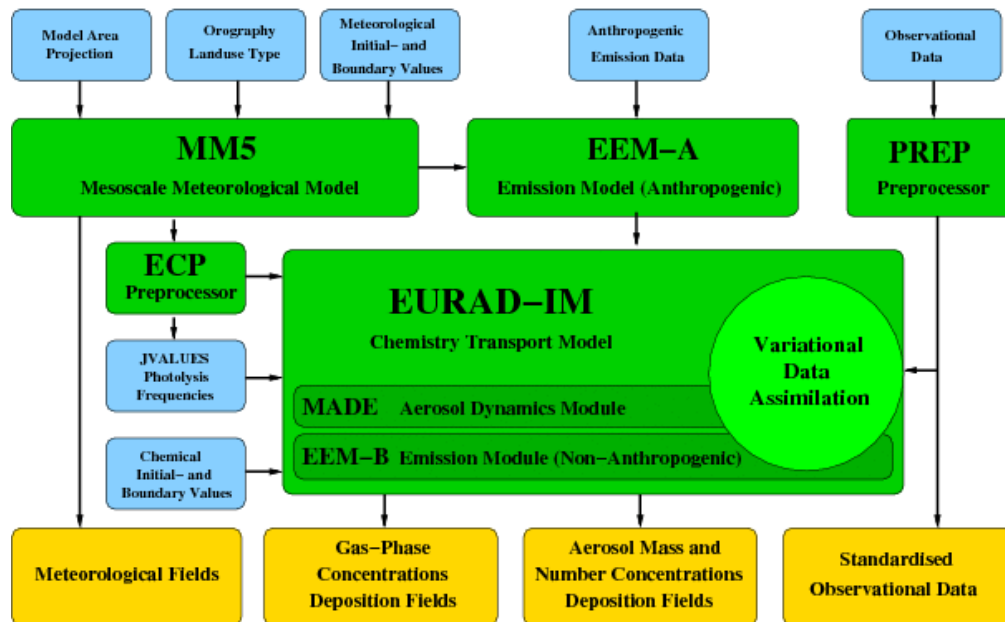 Model Area
Projection
Orography
Landuse Type
Meteorological
Initial− and
Boundary Values
Anthropogenic
Emission Data
Observational
Data
MM5
Mesoscale Meteorological Model
EEM−A
Emission Model (Anthropogenic)
PREP
Preprocessor
ECP
Preprocessor
EURAD−IM
Chemistry Transport Model
Variational
Data
Assimilation
JVALUES
Photolysis
Frequencies
MADE Aerosol Dynamics Module
EEM−B Emission Module (Non−Anthropogenic)
Chemical
Initial− and
Boundary Values
Meteorological Fields
Gas−Phase
Concentrations
Deposition Fields
Aerosol Mass and
Number Concentrations
Deposition Fields
Standardised
Observational Data